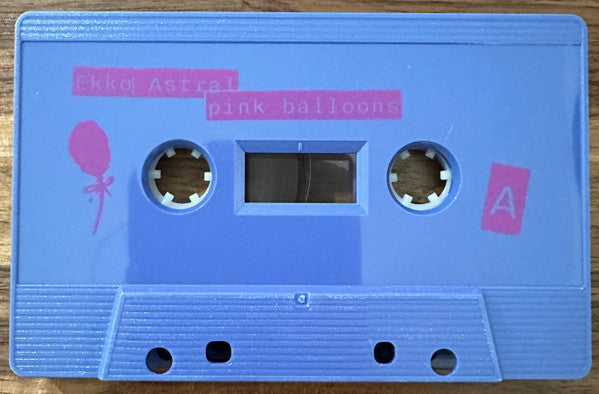 Ekko Astral
pink balloons
A